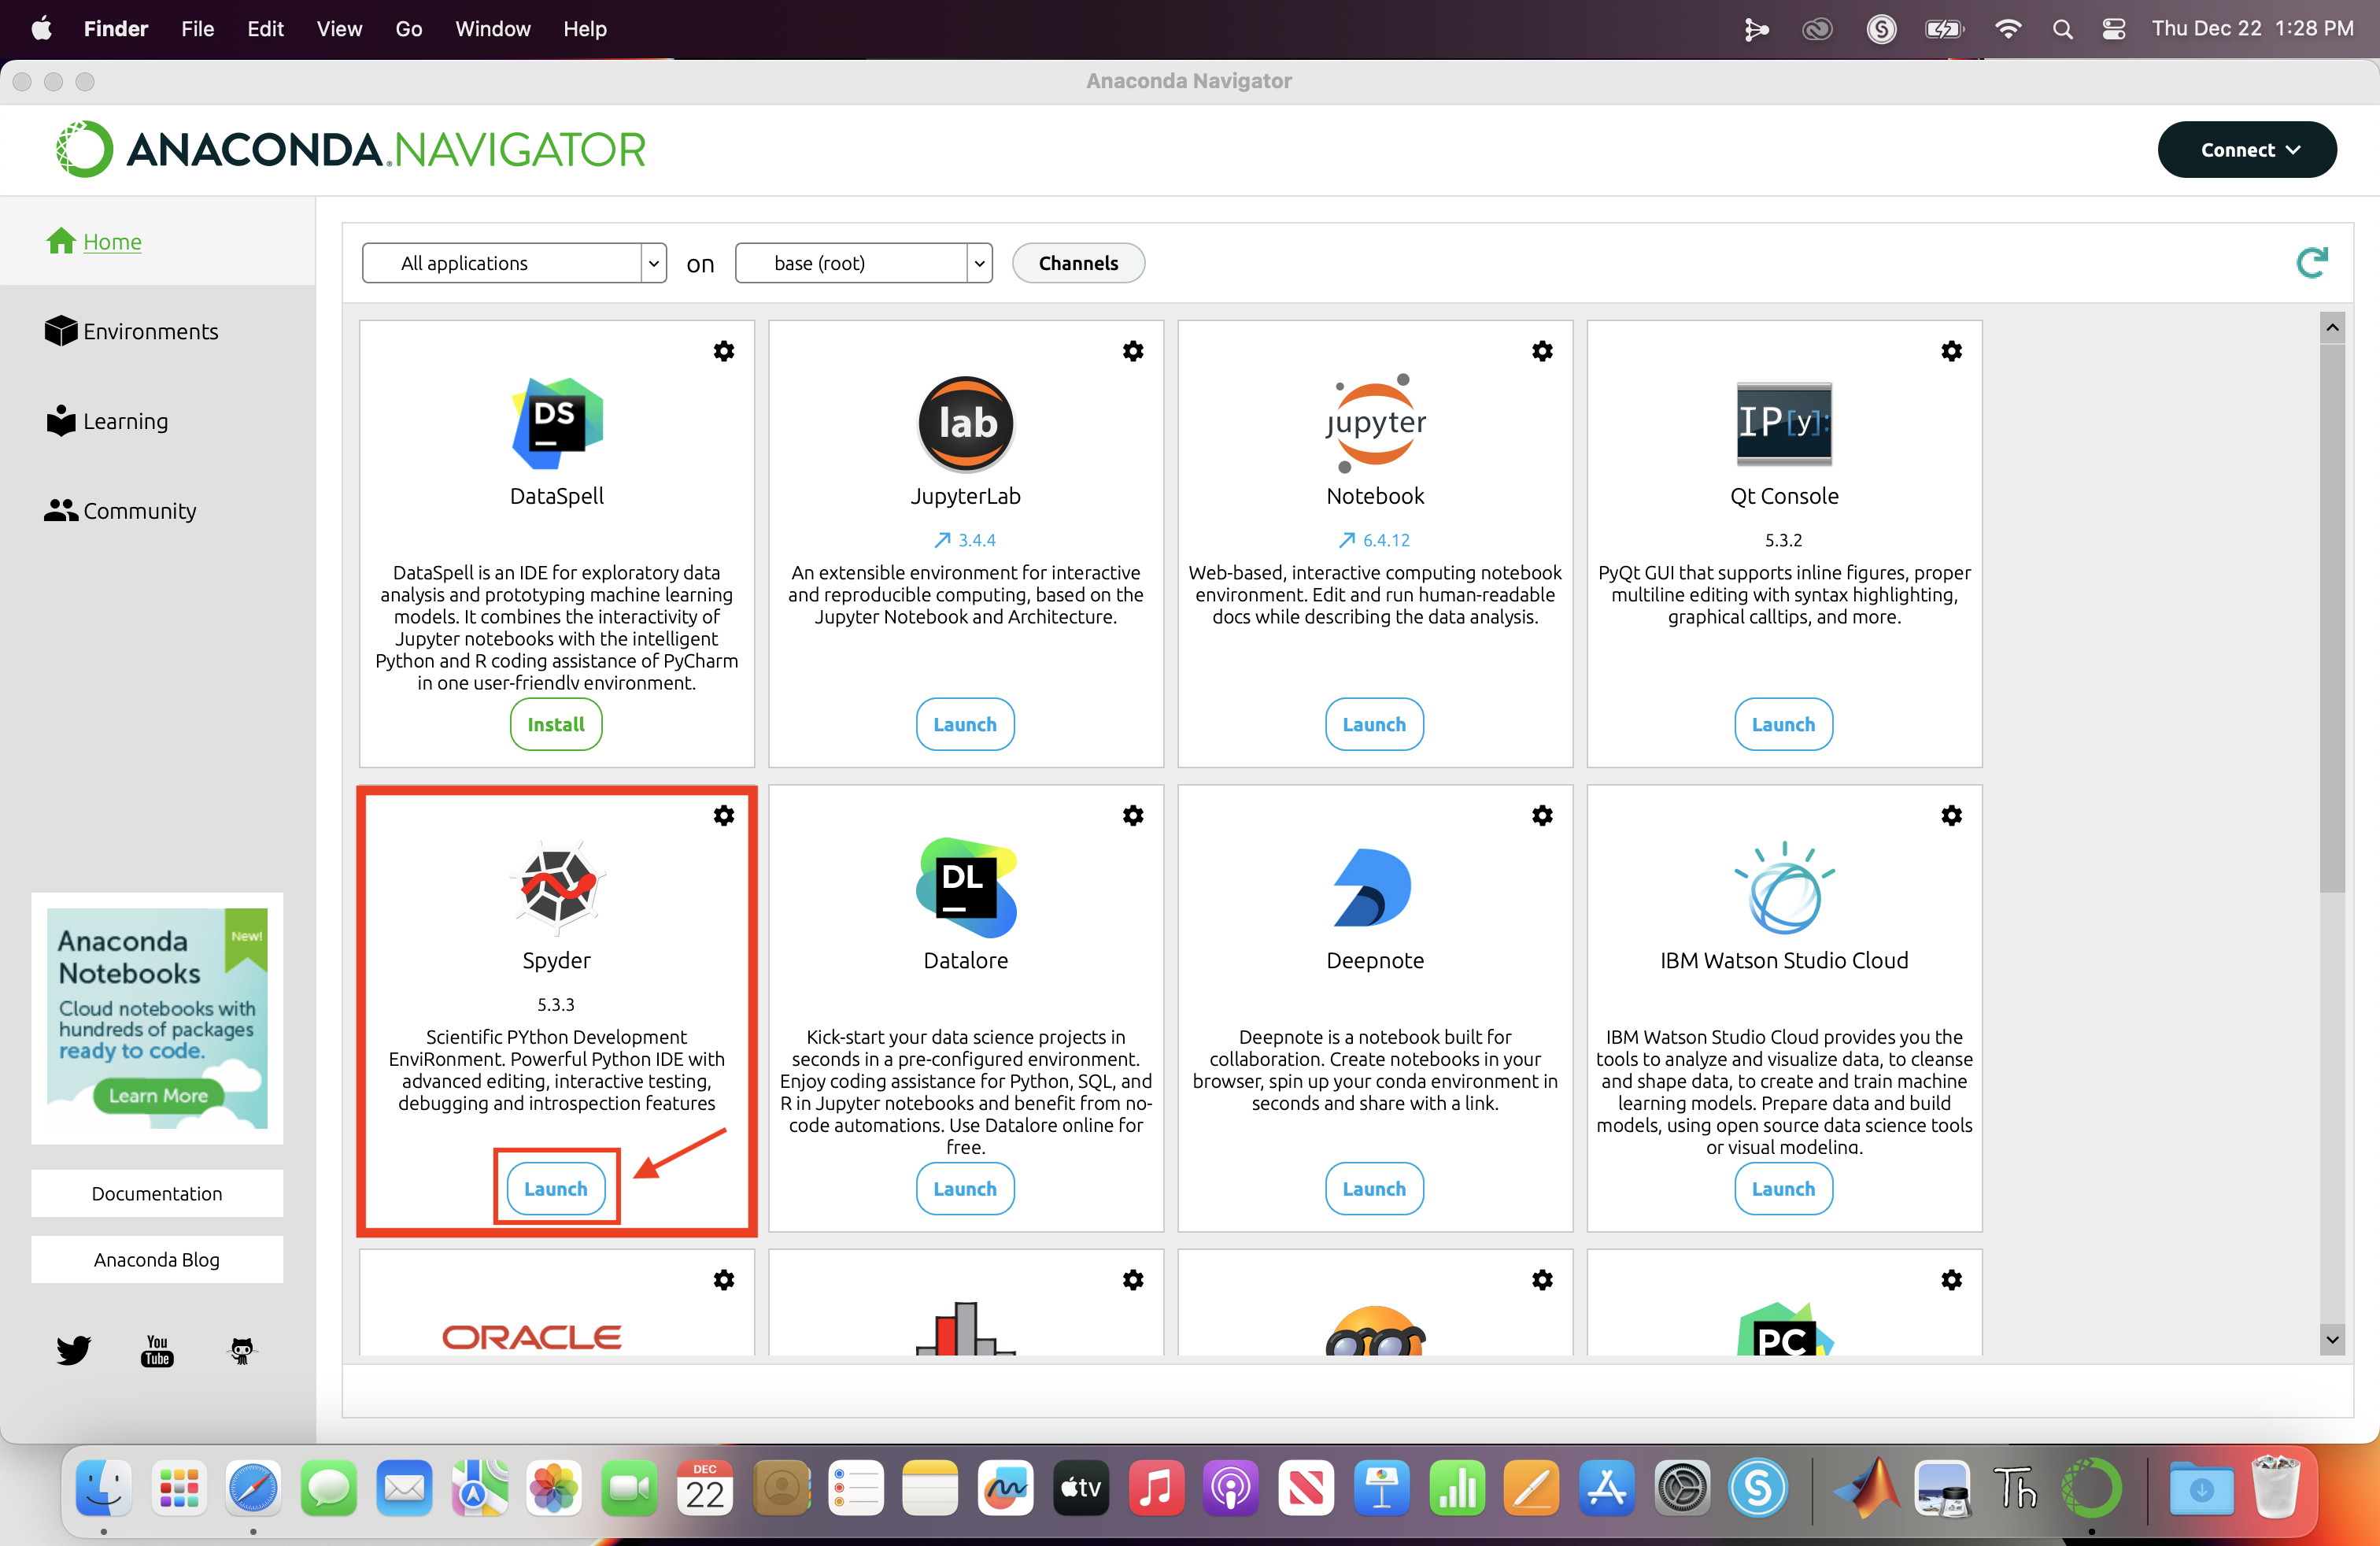 Finder File Edit View Go Window Help
Thu Dec 22 1:28 PM
Anaconda Navigator
ANACONDA.NAVIGATOR
Connect
Home
Environments
Learning
Community
All applications
on
base (root)
Channels
DS
DataSpell
DataSpell is an IDE for exploratory data
analysis and prototyping machine learning
models. It combines the interactivity of
Jupyter notebooks with the intelligent
Python and R coding assistance of PyCharm
in one user-friendly environment.
Install
lab
JupyterLab
3.4.4
An extensible environment for interactive
and reproducible computing, based on the
Jupyter Notebook and Architecture.
Launch
jupyter
Notebook
6.4.12
Web-based, interactive computing notebook
environment. Edit and run human-readable
docs while describing the data analysis.
Launch
IP[y]:
Qt Console
5.3.2
PyQt GUI that supports inline figures, proper
multiline editing with syntax highlighting,
graphical calltips, and more.
Launch
Spyder
5.3.3
Scientific PYthon Development
EnviRonment. Powerful Python IDE with
advanced editing, interactive testing,
debugging and introspection features
Launch
DL
Datalore
Kick-start your data science projects in
seconds in a pre-configured environment.
Enjoy coding assistance for Python, SQL, and
R in Jupyter notebooks and benefit from no-
code automations. Use Datalore online for
free.
Launch
Deepnote
Deepnote is a notebook built for
collaboration. Create notebooks in your
browser, spin up your conda environment in
seconds and share with a link.
Launch
IBM Watson Studio Cloud
IBM Watson Studio Cloud provides you the
tools to analyze and visualize data, to cleanse
and shape data, to create and train machine
learning models. Prepare data and build
models, using open source data science tools
or visual modeling.
Launch
ORACLE
PC
Anaconda
Notebooks
New!
Cloud notebooks with
hundreds of packages
ready to code.
Learn More
Documentation
Anaconda Blog
You
Tube
DEC
22
tv
Th